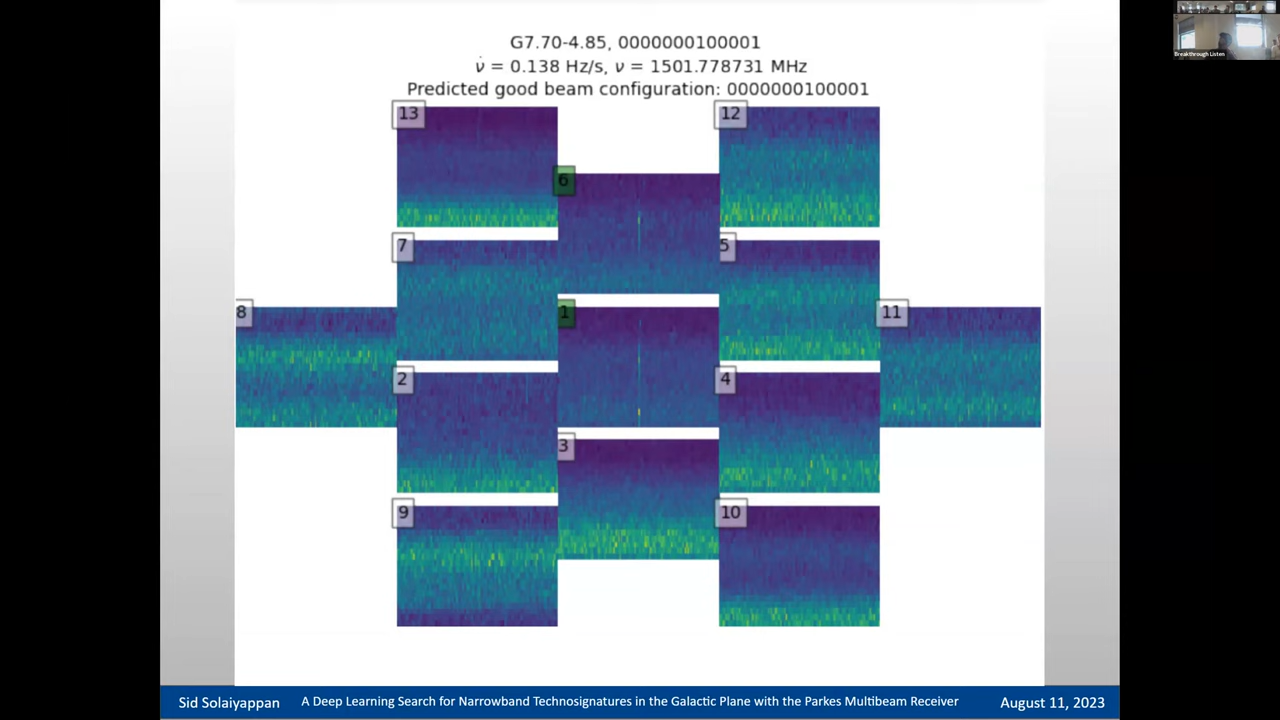 G7.70-4.85, 0000000100001
ν̇ = 0.138 Hz/s, ν = 1501.778731 MHz
Predicted good beam configuration: 0000000100001
13
12
6
7
5
8
1
11
2
4
3
9
10
Sid Solaiyappan
A Deep Learning Search for Narrowband Technosignatures in the Galactic Plane with the Parkes Multibeam Receiver
August 11, 2023
Breakthrough Listen